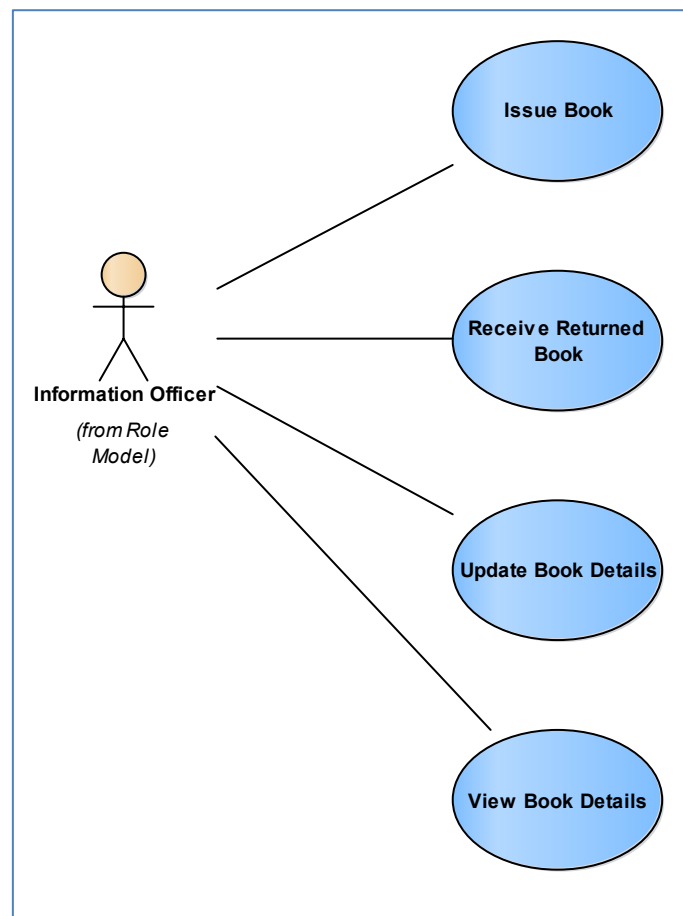 Issue Book
Receive Returned
Book
Information Officer
(from Role
Model)
Update Book Details
View Book Details